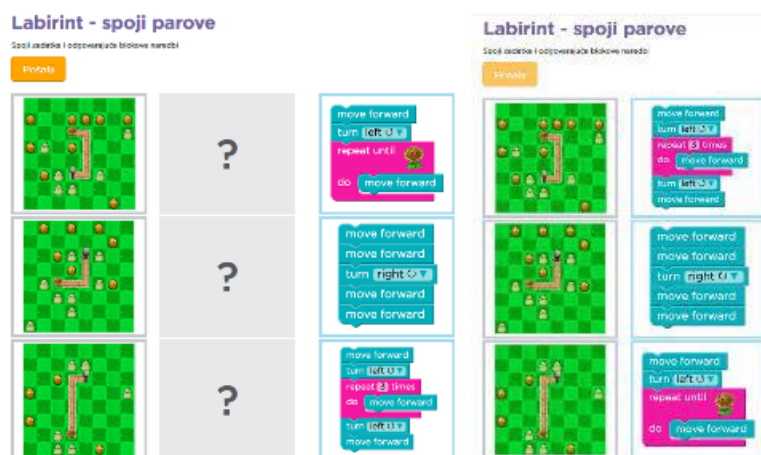 Labirint - spoji parove
Spoji zadatke i odgovarajuće blokove naredbi
Pošalji
?
move forward
turn left ↺ ▼
repeat until
do move forward
?
move forward
move forward
turn right ↻ ▼
move forward
move forward
?
move forward
turn left ↺ ▼
repeat 3 times
do move forward
turn left ↺ ▼
move forward
Labirint - spoji parove
Spoji zadatke i odgovarajuće blokove naredbi
Pošalji
move forward
turn left ↺ ▼
repeat 3 times
do move forward
turn left ↺ ▼
move forward
move forward
move forward
turn right ↻ ▼
move forward
move forward
move forward
turn left ↺ ▼
repeat until
do move forward